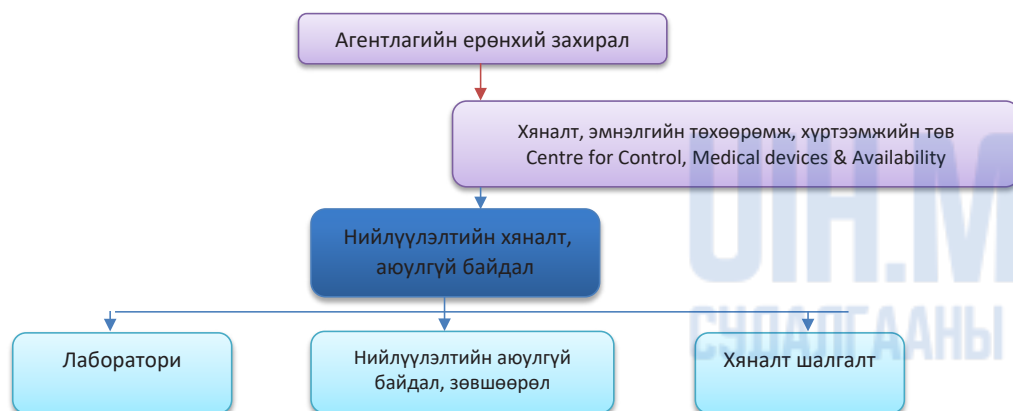 Агентлагийн ерөнхий захирал
Хяналт, эмнэлгийн төхөөрөмж, хүртээмжийн төв
Centre for Control, Medical devices & Availability
Нийлүүлэлтийн хяналт,
аюулгүй байдал
Лаборатори
Нийлүүлэлтийн аюулгүй
байдал, зөвшөөрөл
Хяналт шалгалт
UIH.M
СУДАЛГААНЫ